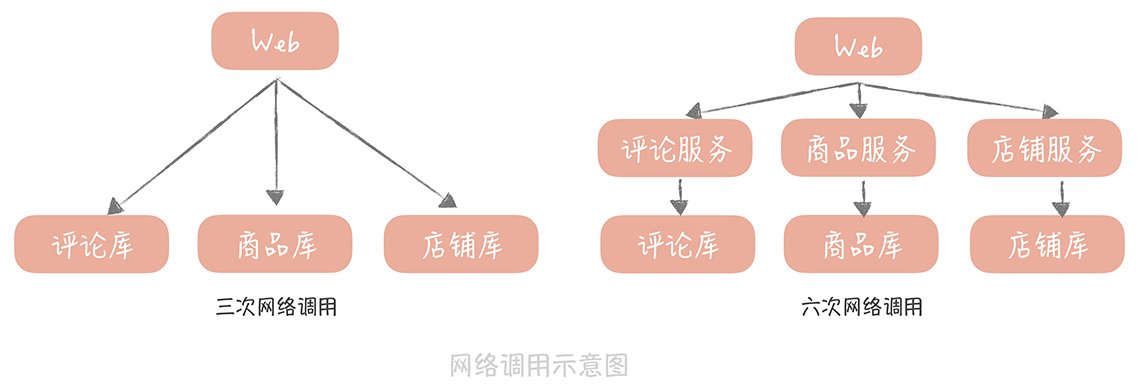 Web
评论库
商品库
店铺库
三次网络调用
Web
评论服务
商品服务
店铺服务
评论库
商品库
店铺库
六次网络调用
网络调用示意图